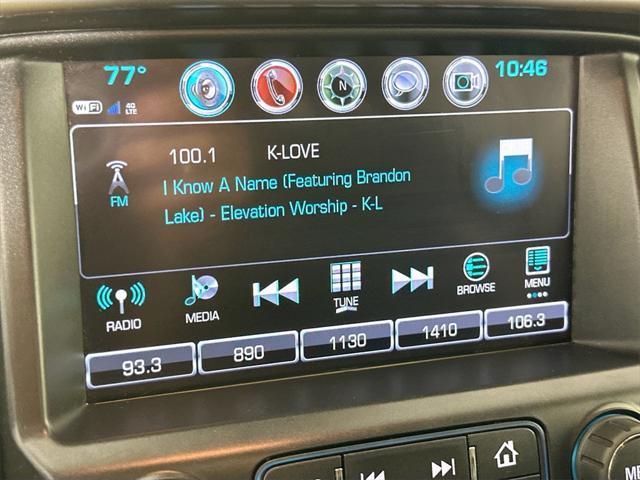 77°
10:46
WiFi
4G
LTE
N
100.1 K-LOVE
FM
I Know A Name (Featuring Brandon
Lake) - Elevation Worship - K-L
RADIO
MEDIA
TUNE
BROWSE
MENU
93.3
890
1130
1410
106.3